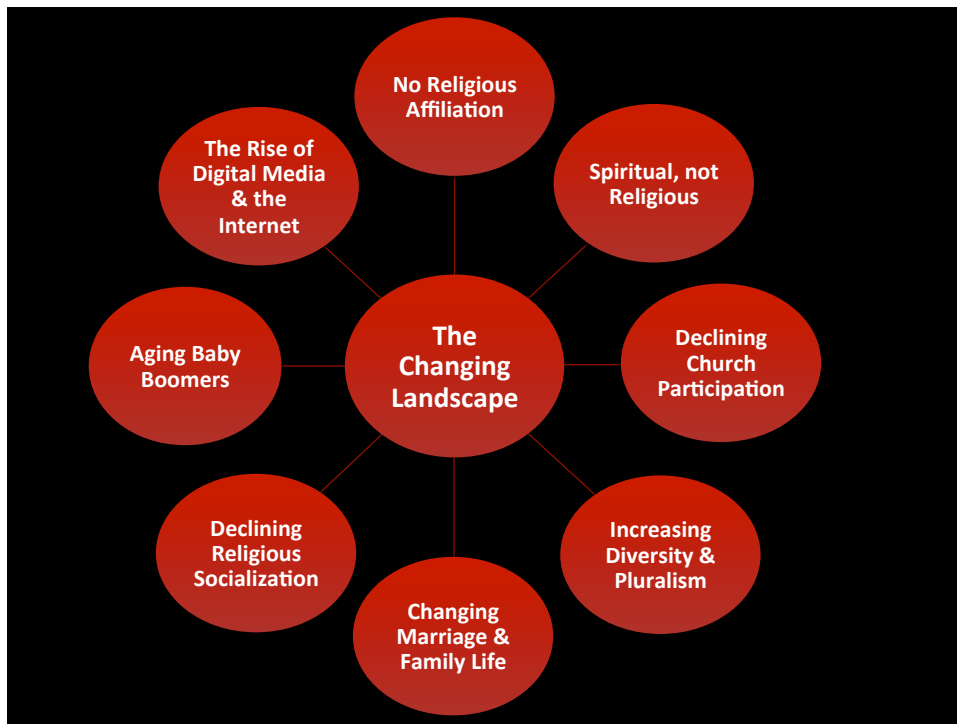 No Religious
Affiliation
Spiritual, not
Religious
Declining
Church
Participation
Increasing
Diversity &
Pluralism
Changing
Marriage &
Family Life
Declining
Religious
Socialization
Aging Baby
Boomers
The Rise of
Digital Media
& the
Internet
The
Changing
Landscape